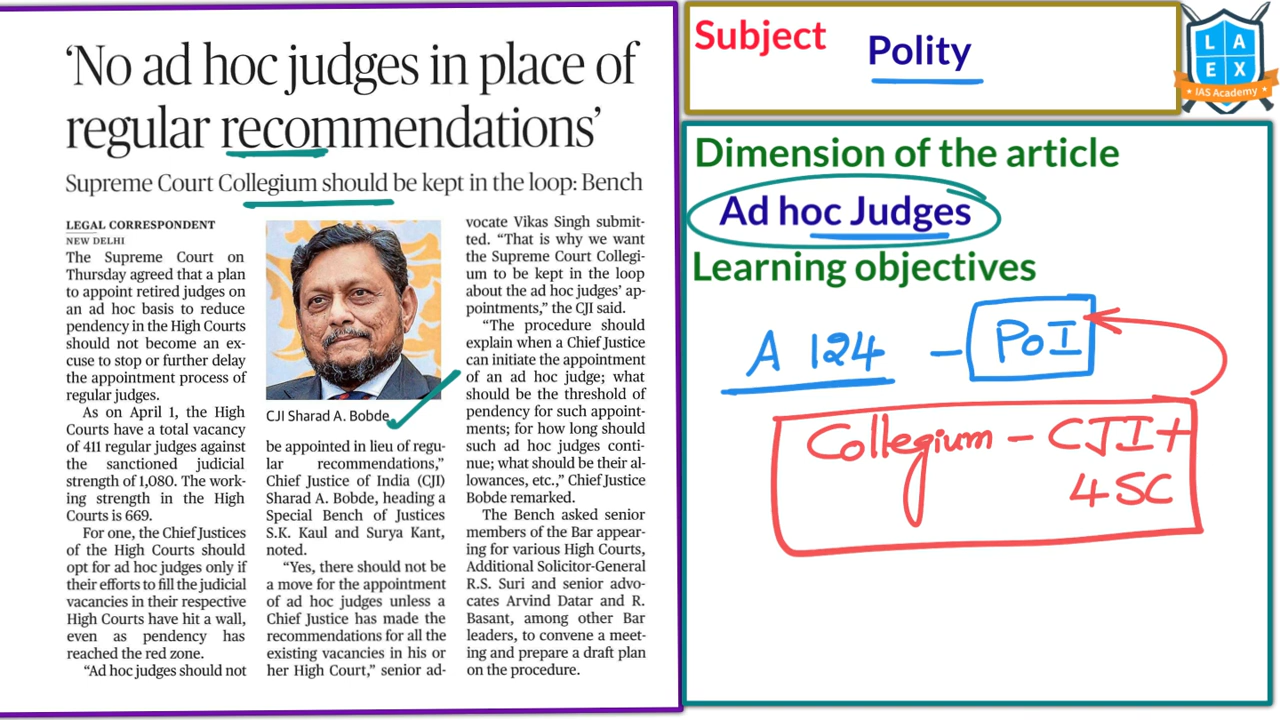 ‘No ad hoc judges in place of
regular recommendations’
Supreme Court Collegium should be kept in the loop: Bench
LEGAL CORRESPONDENT
NEW DELHI
The Supreme Court on
Thursday agreed that a plan
to appoint retired judges on
an ad hoc basis to reduce
pendency in the High Courts
should not become an ex-
cuse to stop or further delay
the appointment process of
regular judges.
As on April 1, the High
Courts have a total vacancy
of 411 regular judges against
the sanctioned judicial
strength of 1,080. The work-
ing strength in the High
Courts is 669.
For one, the Chief Justices
of the High Courts should
opt for ad hoc judges only if
their efforts to fill the judicial
vacancies in their respective
High Courts have hit a wall,
even as pendency has
reached the red zone.
“Ad hoc judges should not
CJI Sharad A. Bobde
be appointed in lieu of regu-
lar recommendations,”
Chief Justice of India (CJI)
Sharad A. Bobde, heading a
Special Bench of Justices
S.K. Kaul and Surya Kant,
noted.
“Yes, there should not be
a move for the appointment
of ad hoc judges unless a
Chief Justice has made the
recommendations for all the
existing vacancies in his or
her High Court,” senior ad-
vocate Vikas Singh submit-
ted. “That is why we want
the Supreme Court Collegi-
um to be kept in the loop
about the ad hoc judges’ ap-
pointments,” the CJI said.
“The procedure should
explain when a Chief Justice
can initiate the appointment
of an ad hoc judge; what
should be the threshold of
pendency for such appoint-
ments; for how long should
such ad hoc judges conti-
nue; what should be their al-
lowances, etc.,” Chief Justice
Bobde remarked.
The Bench asked senior
members of the Bar appear-
ing for various High Courts,
Additional Solicitor-General
R.S. Suri and senior advo-
cates Arvind Datar and R.
Basant, among other Bar
leaders, to convene a meet-
ing and prepare a draft plan
on the procedure.
Subject
Polity
L A
E X
IAS Academy
Dimension of the article
Ad hoc Judges
Learning objectives
A 124 - PoI
Collegium - CJI +
4 SC